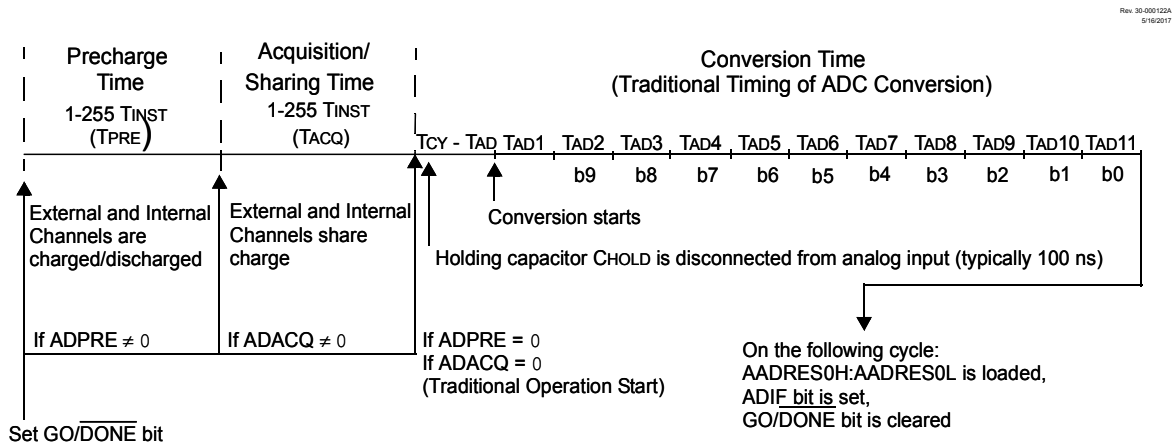 Rev. 30-000122A
5/16/2017
Precharge
Time
1-255 TINST
(TPRE)
Acquisition/
Sharing Time
1-255 TINST
(TACQ)
Conversion Time
(Traditional Timing of ADC Conversion)
TCY - TAD TAD1 TAD2 TAD3 TAD4 TAD5 TAD6 TAD7 TAD8 TAD9 TAD10 TAD11
b9 b8 b7 b6 b5 b4 b3 b2 b1 b0
External and Internal
Channels are
charged/discharged
External and Internal
Channels share
charge
Conversion starts
Holding capacitor CHOLD is disconnected from analog input (typically 100 ns)
If ADPRE ≠ 0
If ADACQ ≠ 0
If ADPRE = 0
If ADACQ = 0
(Traditional Operation Start)
On the following cycle:
AADRES0H:AADRES0L is loaded,
ADIF bit is set,
GO/DONE bit is cleared
Set GO/DONE bit